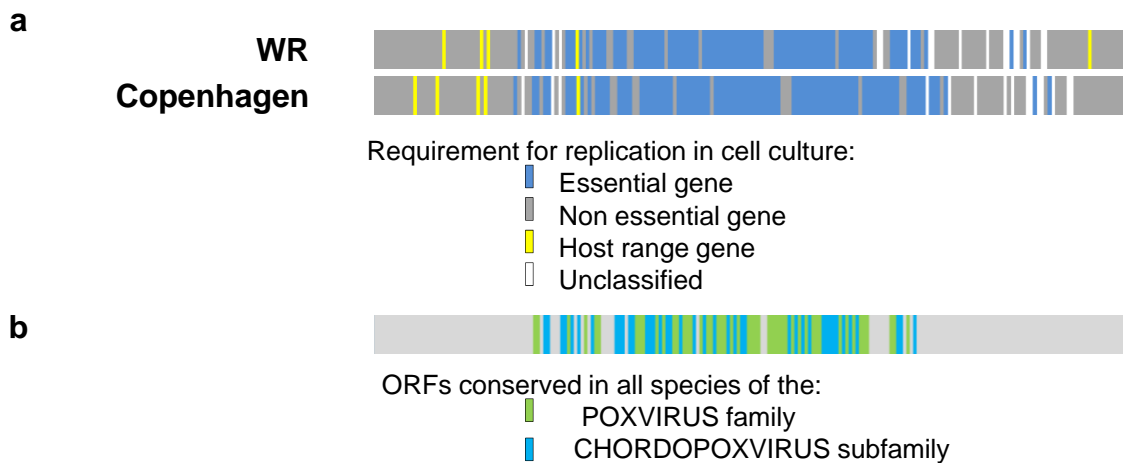 a
WR
Copenhagen
Requirement for replication in cell culture:
Essential gene
Non essential gene
Host range gene
Unclassified
b
ORFs conserved in all species of the:
POXVIRUS family
CHORDOPOXVIRUS subfamily